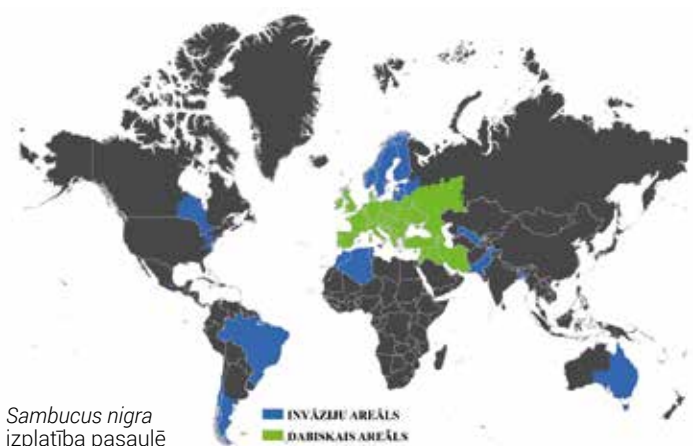 Sambucus nigra
izplatība pasaulē
INVĀZIJU AREĀLS
DABISKAIS AREĀLS